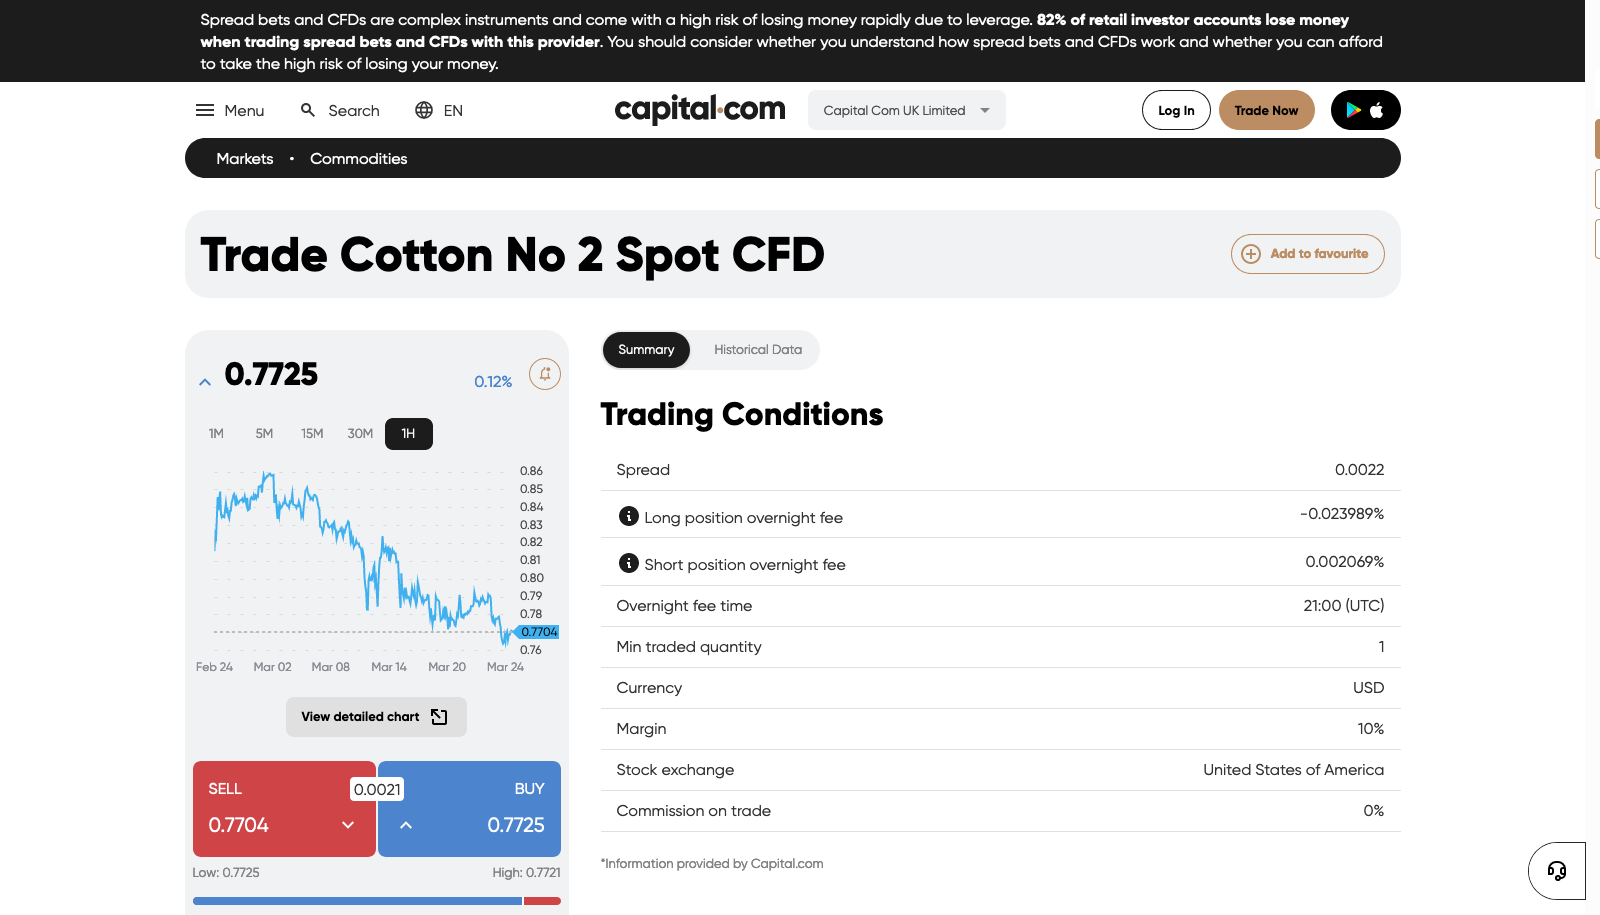 Spread bets and CFDs are complex instruments and come with a high risk of losing money rapidly due to leverage. 82% of retail investor accounts lose money
when trading spread bets and CFDs with this provider. You should consider whether you understand how spread bets and CFDs work and whether you can afford
to take the high risk of losing your money.
Menu Search EN capital.com Capital Com UK Limited Log In Trade Now
Markets • Commodities
Trade Cotton No 2 Spot CFD
Add to favourite
0.7725
0.12%
1M 5M 15M 30M 1H
0.86
0.85
0.84
0.83
0.82
0.81
0.80
0.79
0.78
0.7704
0.76
Feb 24 Mar 02 Mar 08 Mar 14 Mar 20 Mar 24
View detailed chart
SELL 0.0021 BUY
0.7704 0.7725
Low: 0.7725 High: 0.7721
Summary Historical Data
Trading Conditions
Spread 0.0022
Long position overnight fee -0.023989%
Short position overnight fee 0.002069%
Overnight fee time 21:00 (UTC)
Min traded quantity 1
Currency USD
Margin 10%
Stock exchange United States of America
Commission on trade 0%
*Information provided by Capital.com